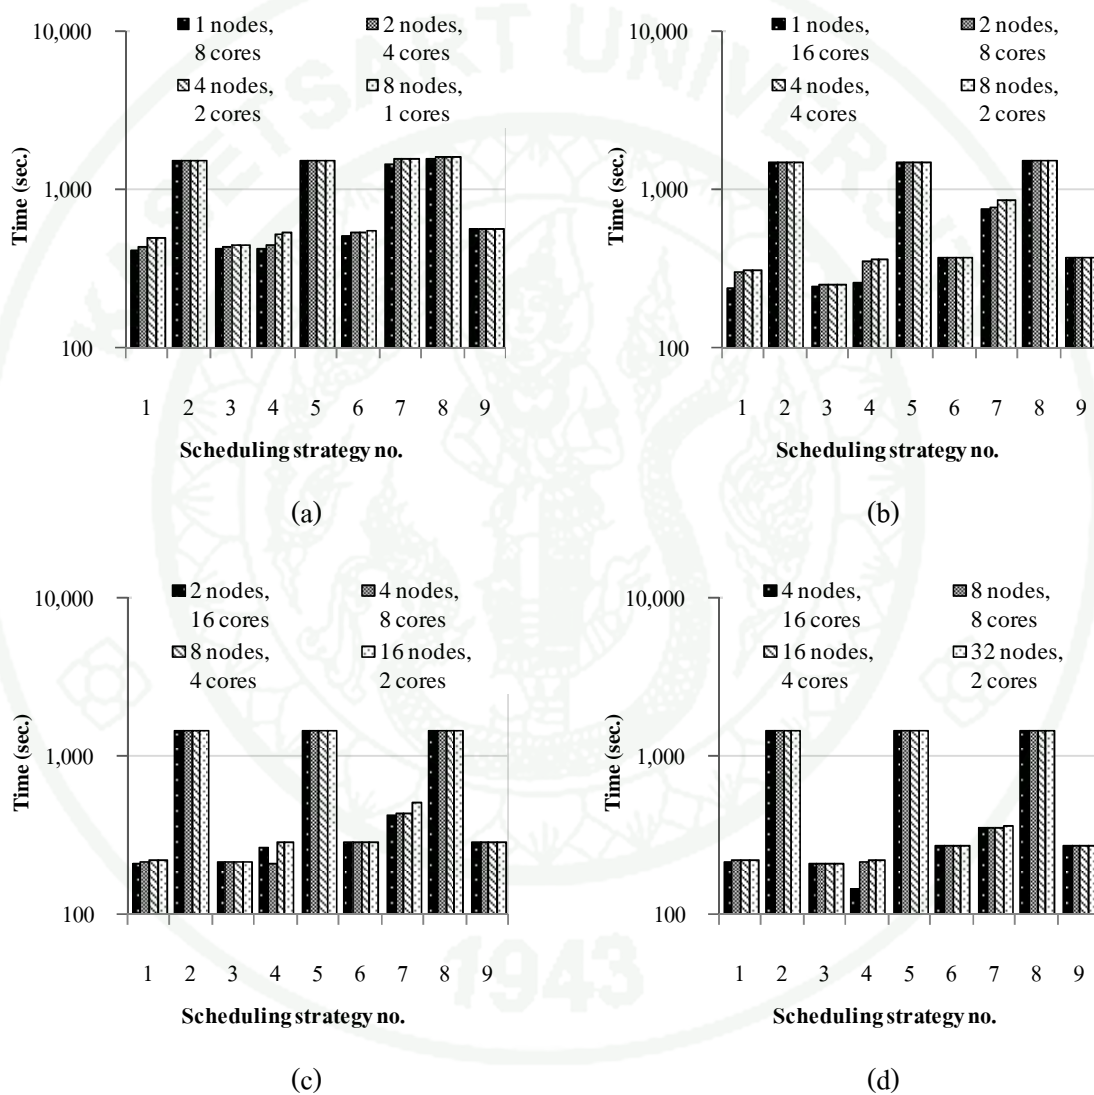 KASETSART UNIVERSITY
1943
10,000
1,000
100
Time (sec.)
1 nodes,
8 cores
2 nodes,
4 cores
4 nodes,
2 cores
8 nodes,
1 cores
1 2 3 4 5 6 7 8 9
Scheduling strategy no.
(a)
10,000
1,000
100
Time (sec.)
1 nodes,
16 cores
2 nodes,
8 cores
4 nodes,
4 cores
8 nodes,
2 cores
1 2 3 4 5 6 7 8 9
Scheduling strategy no.
(b)
10,000
1,000
100
Time (sec.)
2 nodes,
16 cores
4 nodes,
8 cores
8 nodes,
4 cores
16 nodes,
2 cores
1 2 3 4 5 6 7 8 9
Scheduling strategy no.
(c)
10,000
1,000
100
Time (sec.)
4 nodes,
16 cores
8 nodes,
8 cores
16 nodes,
4 cores
32 nodes,
2 cores
1 2 3 4 5 6 7 8 9
Scheduling strategy no.
(d)